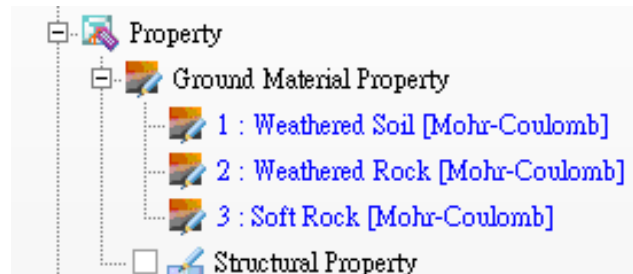 Property
Ground Material Property
1 : Weathered Soil [Mohr-Coulomb]
2 : Weathered Rock [Mohr-Coulomb]
3 : Soft Rock [Mohr-Coulomb]
Structural Property